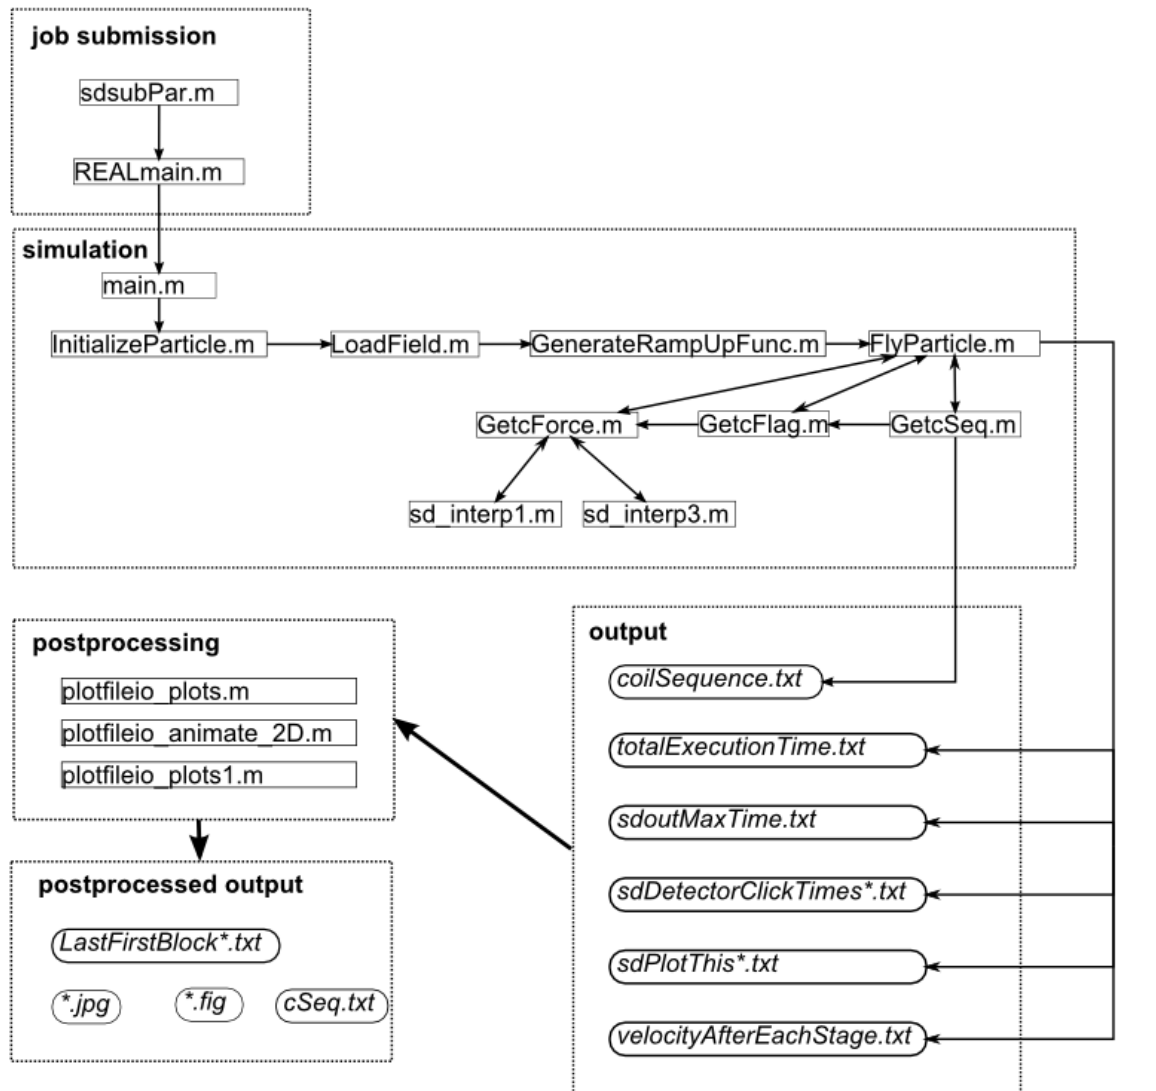 job submission
sdsubPar.m
REALmain.m
simulation
main.m
InitializeParticle.m
LoadField.m
GenerateRampUpFunc.m
FlyParticle.m
GetcForce.m
GetcFlag.m
GetcSeq.m
sd_interp1.m
sd_interp3.m
postprocessing
plotfileio_plots.m
plotfileio_animate_2D.m
plotfileio_plots1.m
postprocessed output
LastFirstBlock*.txt
*.jpg
*.fig
cSeq.txt
output
coilSequence.txt
totalExecutionTime.txt
sdoutMaxTime.txt
sdDetectorClickTimes*.txt
sdPlotThis*.txt
velocityAfterEachStage.txt